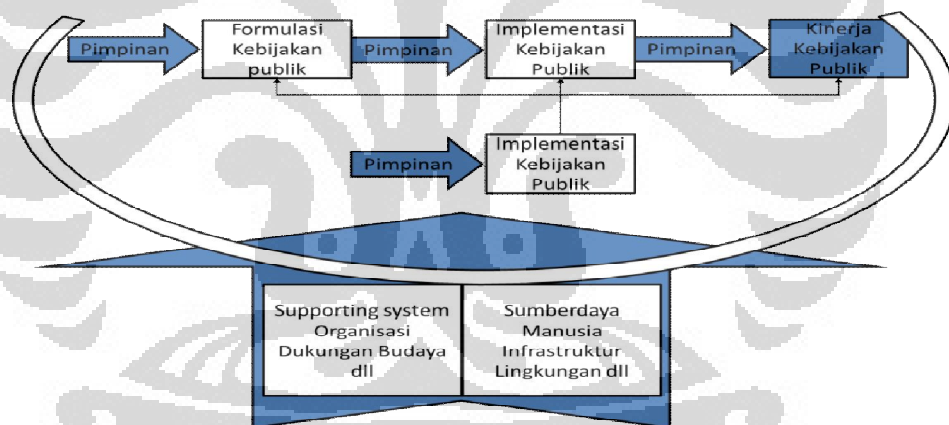 Pimpinan
Formulasi
Kebijakan
publik
Pimpinan
Implementasi
Kebijakan
Publik
Pimpinan
Kinerja
Kebijakan
Publik
Pimpinan
Implementasi
Kebijakan
Publik
Supporting system
Organisasi
Dukungan Budaya
dll
Sumberdaya
Manusia
Infrastruktur
Lingkungan dll